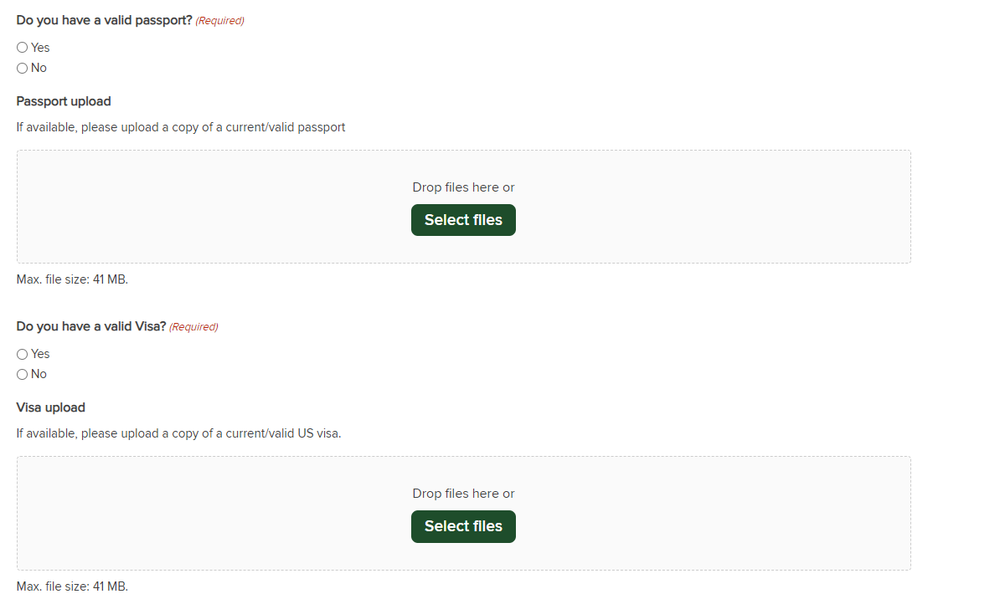 Do you have a valid passport? (Required)
Yes
No
Passport upload
If available, please upload a copy of a current/valid passport
Drop files here or
Select files
Max. file size: 41 MB.
Do you have a valid Visa? (Required)
Yes
No
Visa upload
If available, please upload a copy of a current/valid US visa.
Drop files here or
Select files
Max. file size: 41 MB.